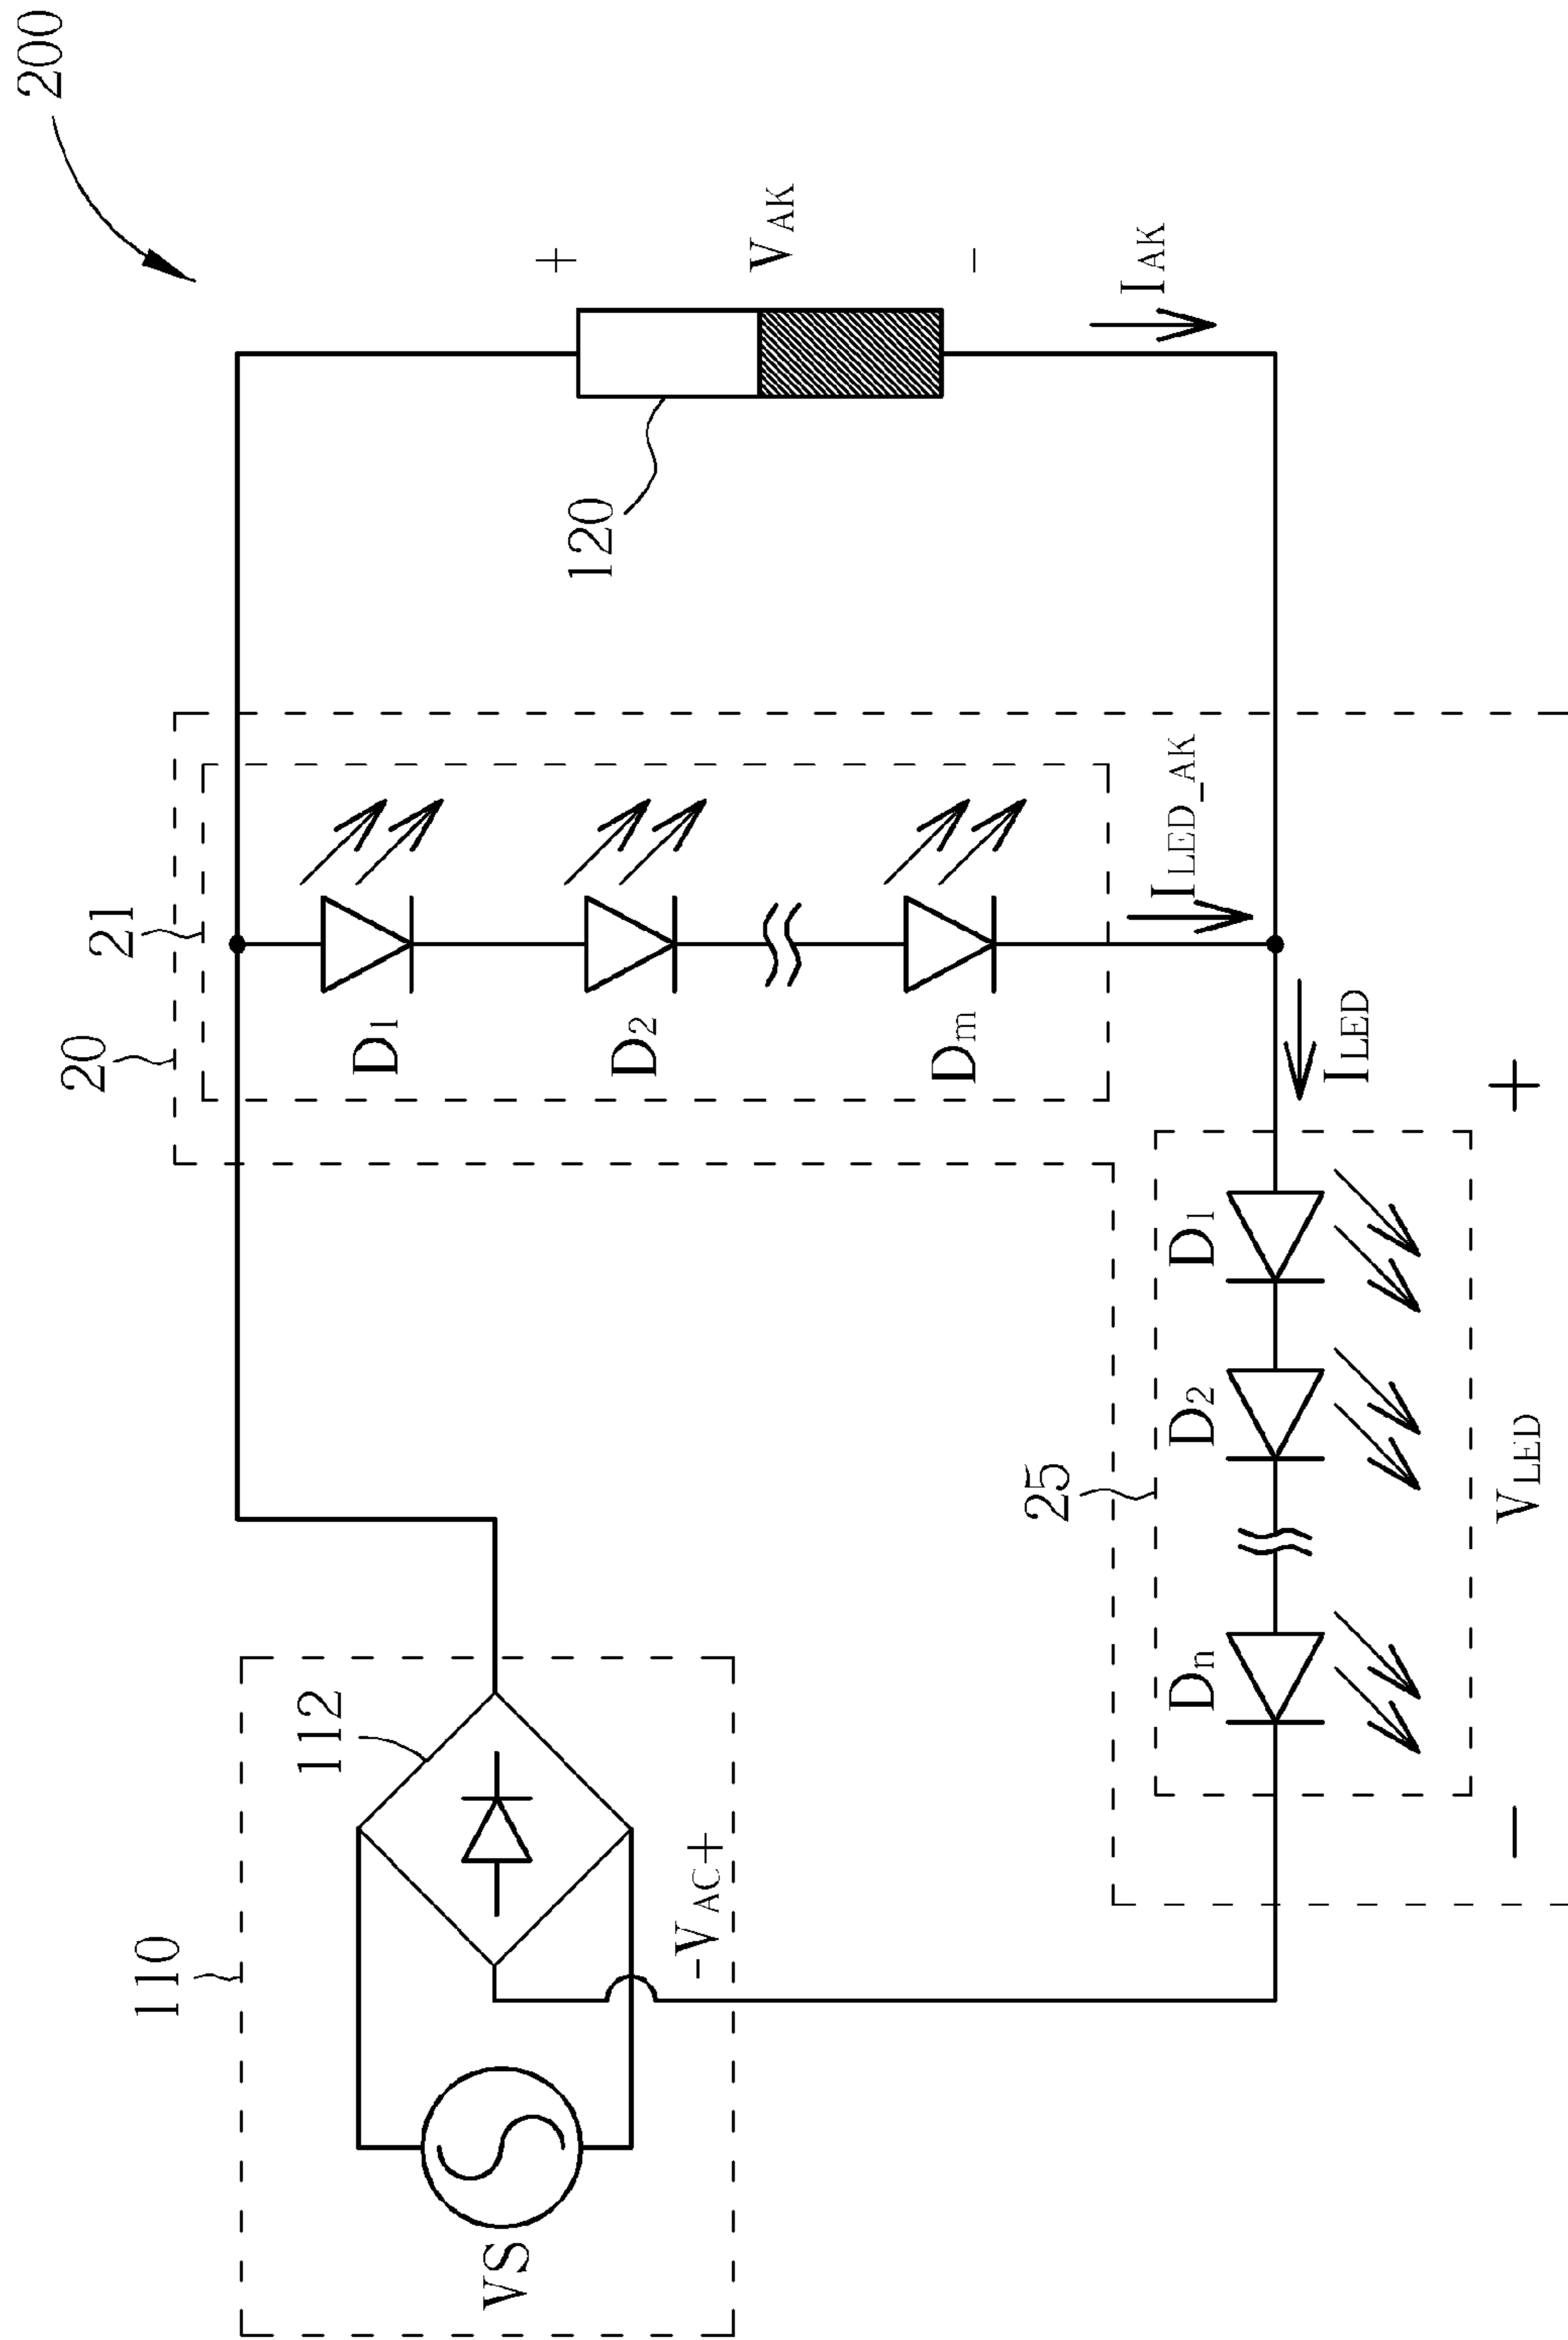 200
110
VS
112
-VAC+
20
21
D1
D2
Dm
ILED_AK
120
+
VAK
-
IAK
ILED
25
Dn
D2
D1
-
VLED
+